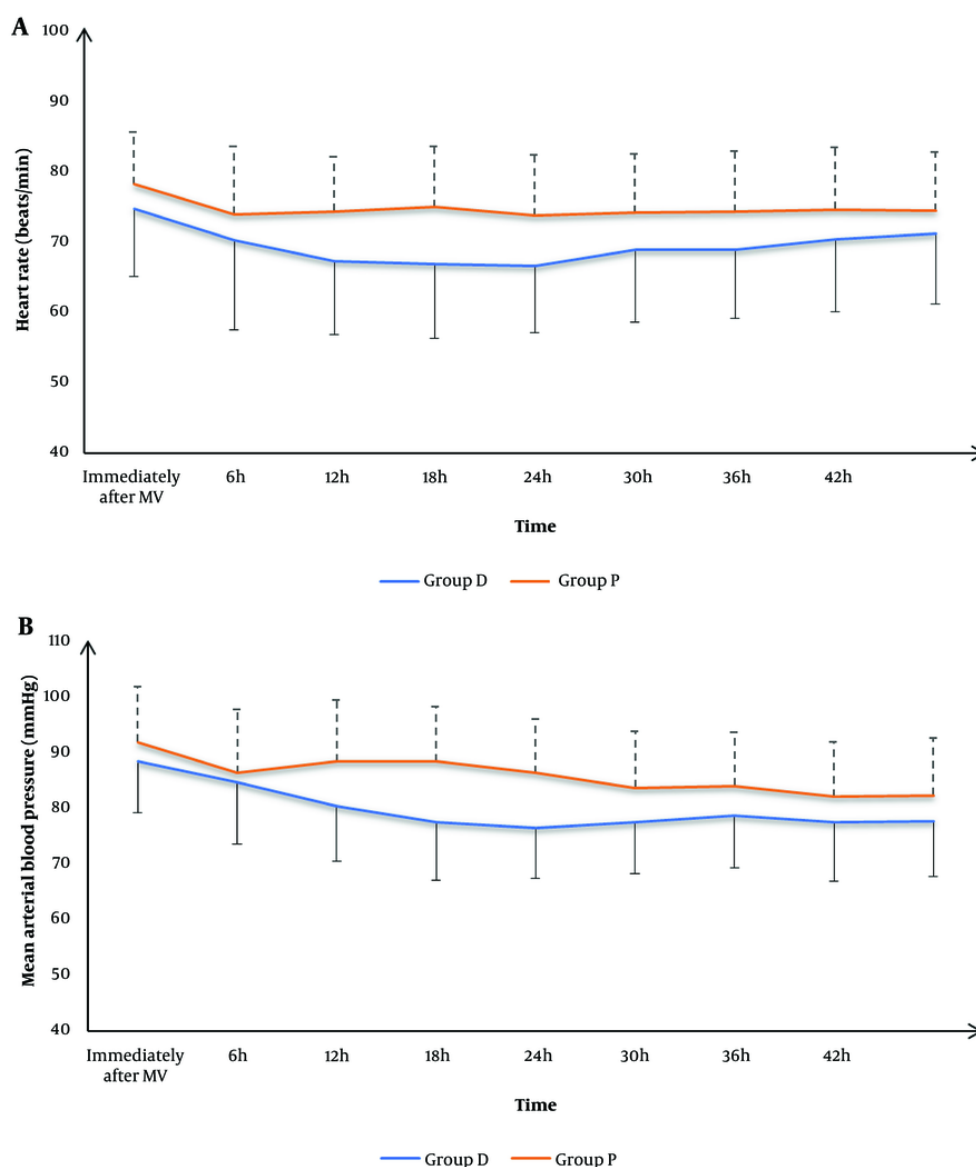 A
100
90
80
70
60
50
40
Heart rate (beats/min)
Immediately
after MV
6h
12h
18h
24h
30h
36h
42h
Time
Group D
Group P
B
110
100
90
80
70
60
50
40
Mean arterial blood pressure (mmHg)
Immediately
after MV
6h
12h
18h
24h
30h
36h
42h
Time
Group D
Group P